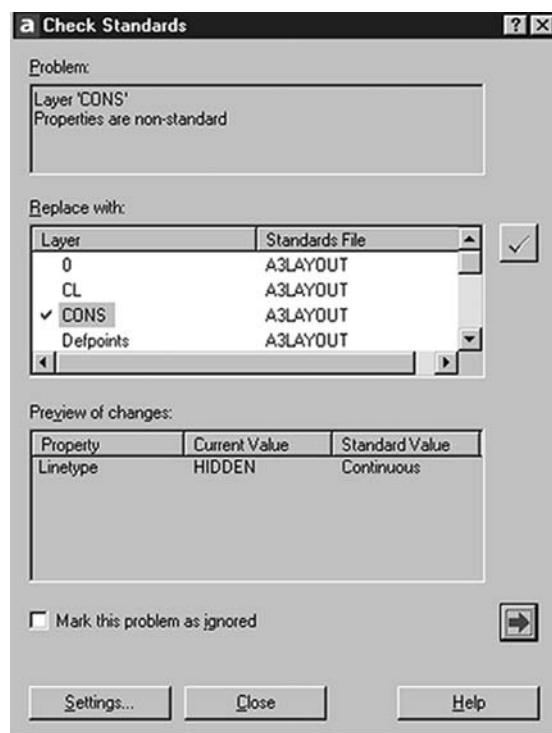 a Check Standards ? X
Problem:
Layer 'CONS'
Properties are non-standard
Replace with:
Layer Standards File
0 A3LAYOUT
CL A3LAYOUT
CONS A3LAYOUT
Defpoints A3LAYOUT
Preview of changes:
Property Current Value Standard Value
Linetype HIDDEN Continuous
Mark this problem as ignored
Settings... Close Help